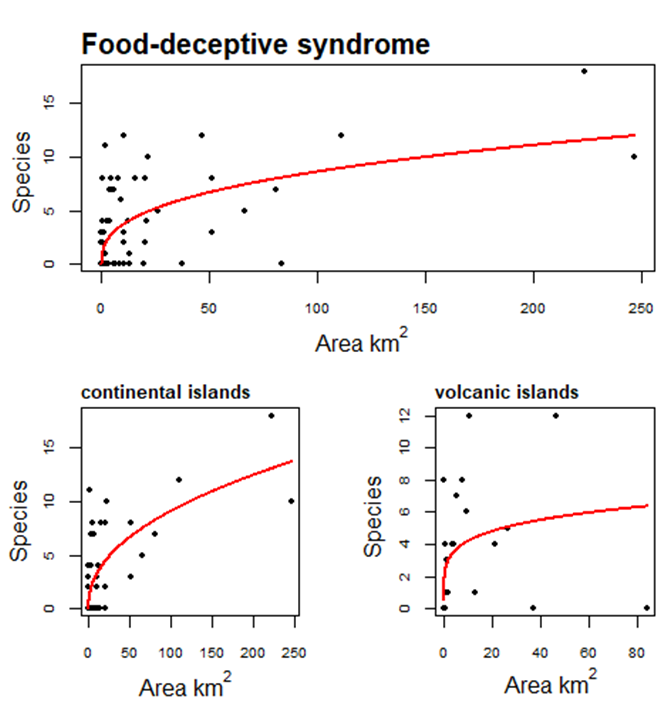 Food-deceptive syndrome
Species
15
10
5
0
0 50 100 150 200 250
Area km²
continental islands
Species
15
10
5
0
0 50 100 150 200 250
Area km²
volcanic islands
Species
12
10
8
6
4
2
0
0 20 40 60 80
Area km²